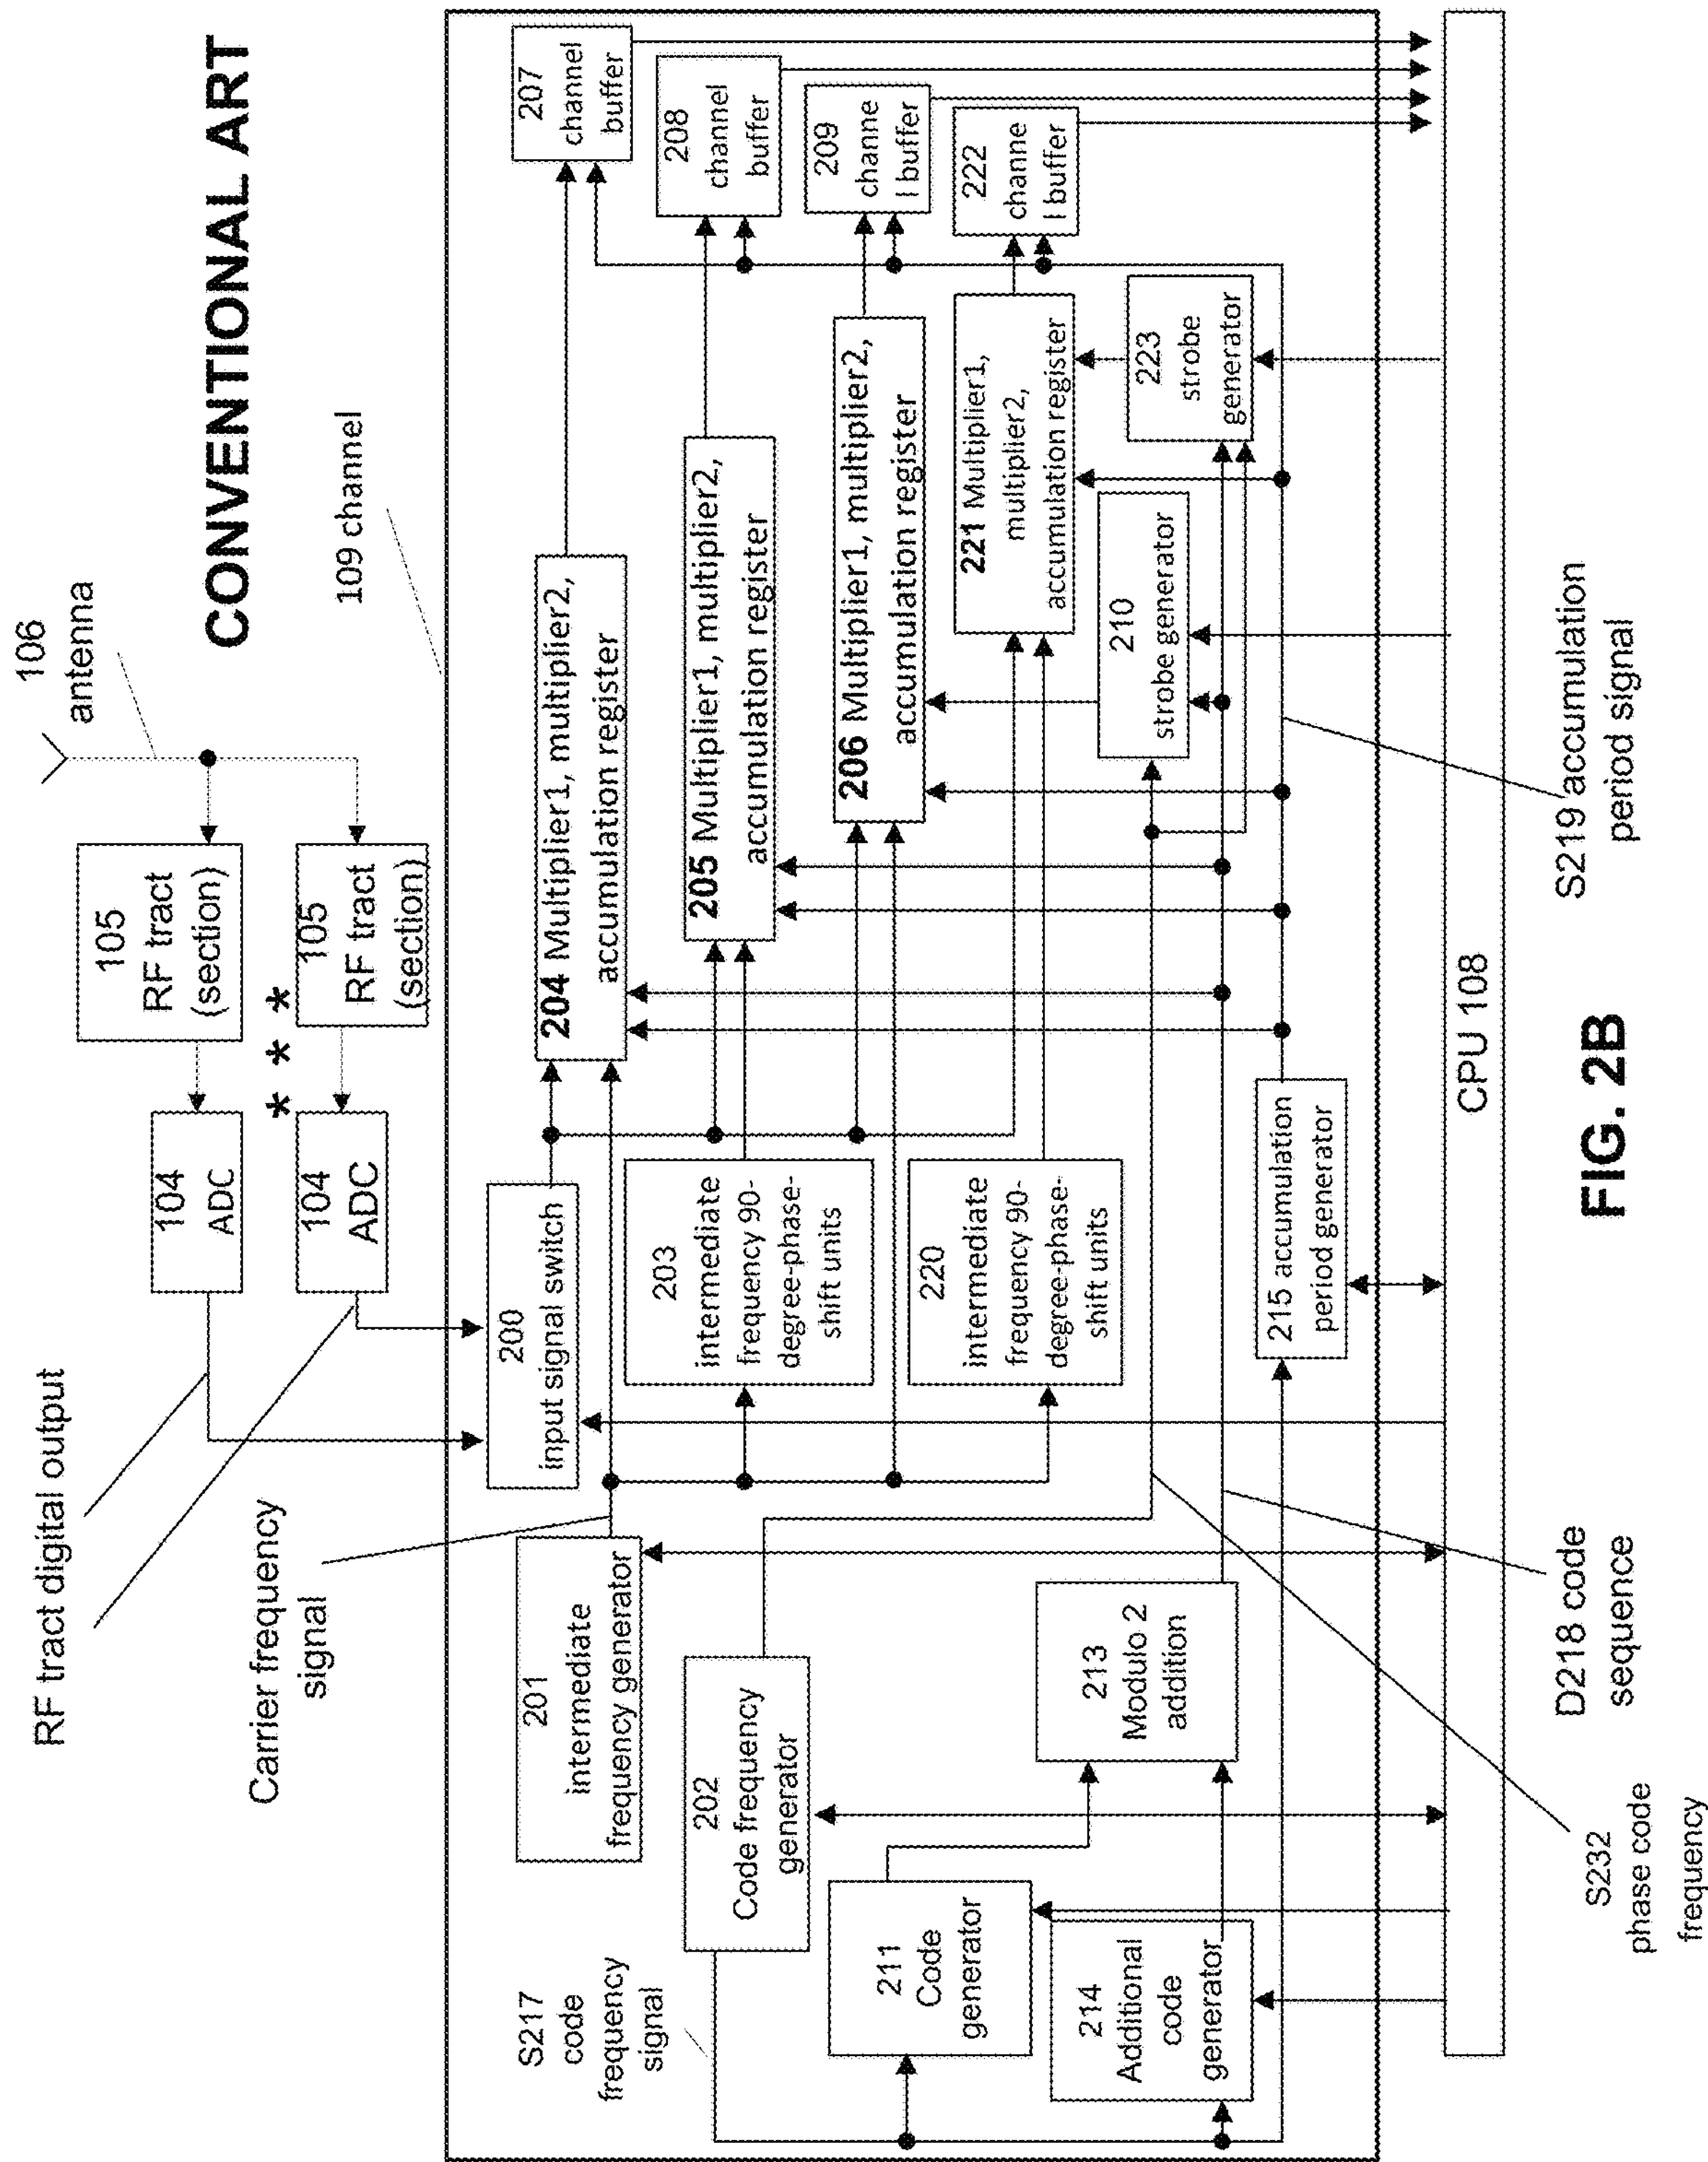 CONVENTIONAL ART
106
antenna
105
RF tract
(section)
105
RF tract
(section)
* * *
104
ADC
104
ADC
RF tract digital output
Carrier frequency
signal
109 channel
200
input signal switch
201
intermediate
frequency generator
204 Multiplier1, multiplier2,
accumulation register
207
channel
buffer
S217
code
frequency
signal
202
Code frequency
generator
203
intermediate
frequency 90-
degree-phase-
shift units
205 Multiplier1, multiplier2,
accumulation register
208
channel
buffer
211
Code
generator
206 Multiplier1, multiplier2,
accumulation register
209
channe
l buffer
214
Additional
code
generator
213
Modulo 2
addition
220
intermediate
frequency 90-
degree-phase-
shift units
221 Multiplier1,
multiplier2,
accumulation register
222
channe
l buffer
210
strobe generator
223
strobe
generator
215 accumulation
period generator
CPU 108
S232
phase code
frequency
D218 code
sequence
S219 accumulation
period signal
FIG. 2B